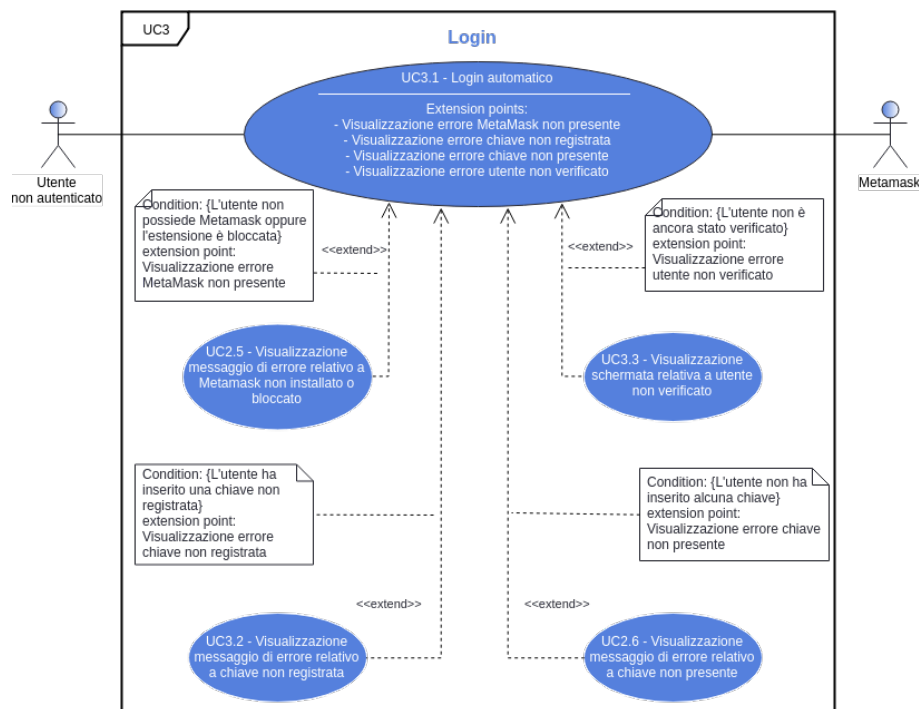 UC3
Login
UC3.1 - Login automatico
Extension points:
- Visualizzazione errore MetaMask non presente
- Visualizzazione errore chiave non registrata
- Visualizzazione errore chiave non presente
- Visualizzazione errore utente non verificato
Utente
non autenticato
Metamask
Condition: {L'utente non
possiede Metamask oppure
l'estensione è bloccata}
extension point:
Visualizzazione errore
MetaMask non presente
<<extend>>
<<extend>>
Condition: {L'utente non è
ancora stato verificato}
extension point:
Visualizzazione errore
utente non verificato
UC2.5 - Visualizzazione
messaggio di errore relativo a
Metamask non installato o
bloccato
UC3.3 - Visualizzazione
schermata relativa a utente
non verificato
Condition: {L'utente ha
inserito una chiave non
registrata}
extension point:
Visualizzazione errore
chiave non registrata
Condition: {L'utente non ha
inserito alcuna chiave}
extension point:
Visualizzazione errore chiave
non presente
<<extend>>
<<extend>>
UC3.2 - Visualizzazione
messaggio di errore relativo
a chiave non registrata
UC2.6 - Visualizzazione
messaggio di errore relativo
a chiave non presente